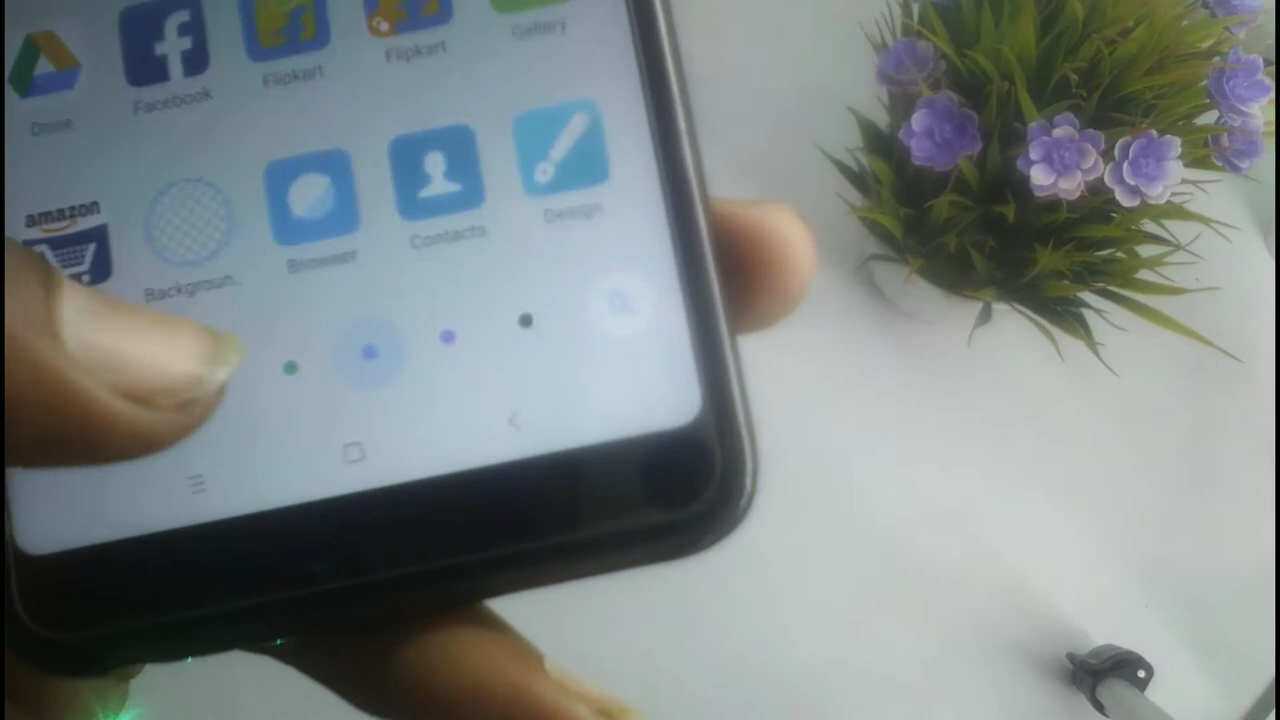 Drive
Facebook
Flipkart..
Flipkart
Gallery
amazon
Backgroun..
Browser
Contacts
Design